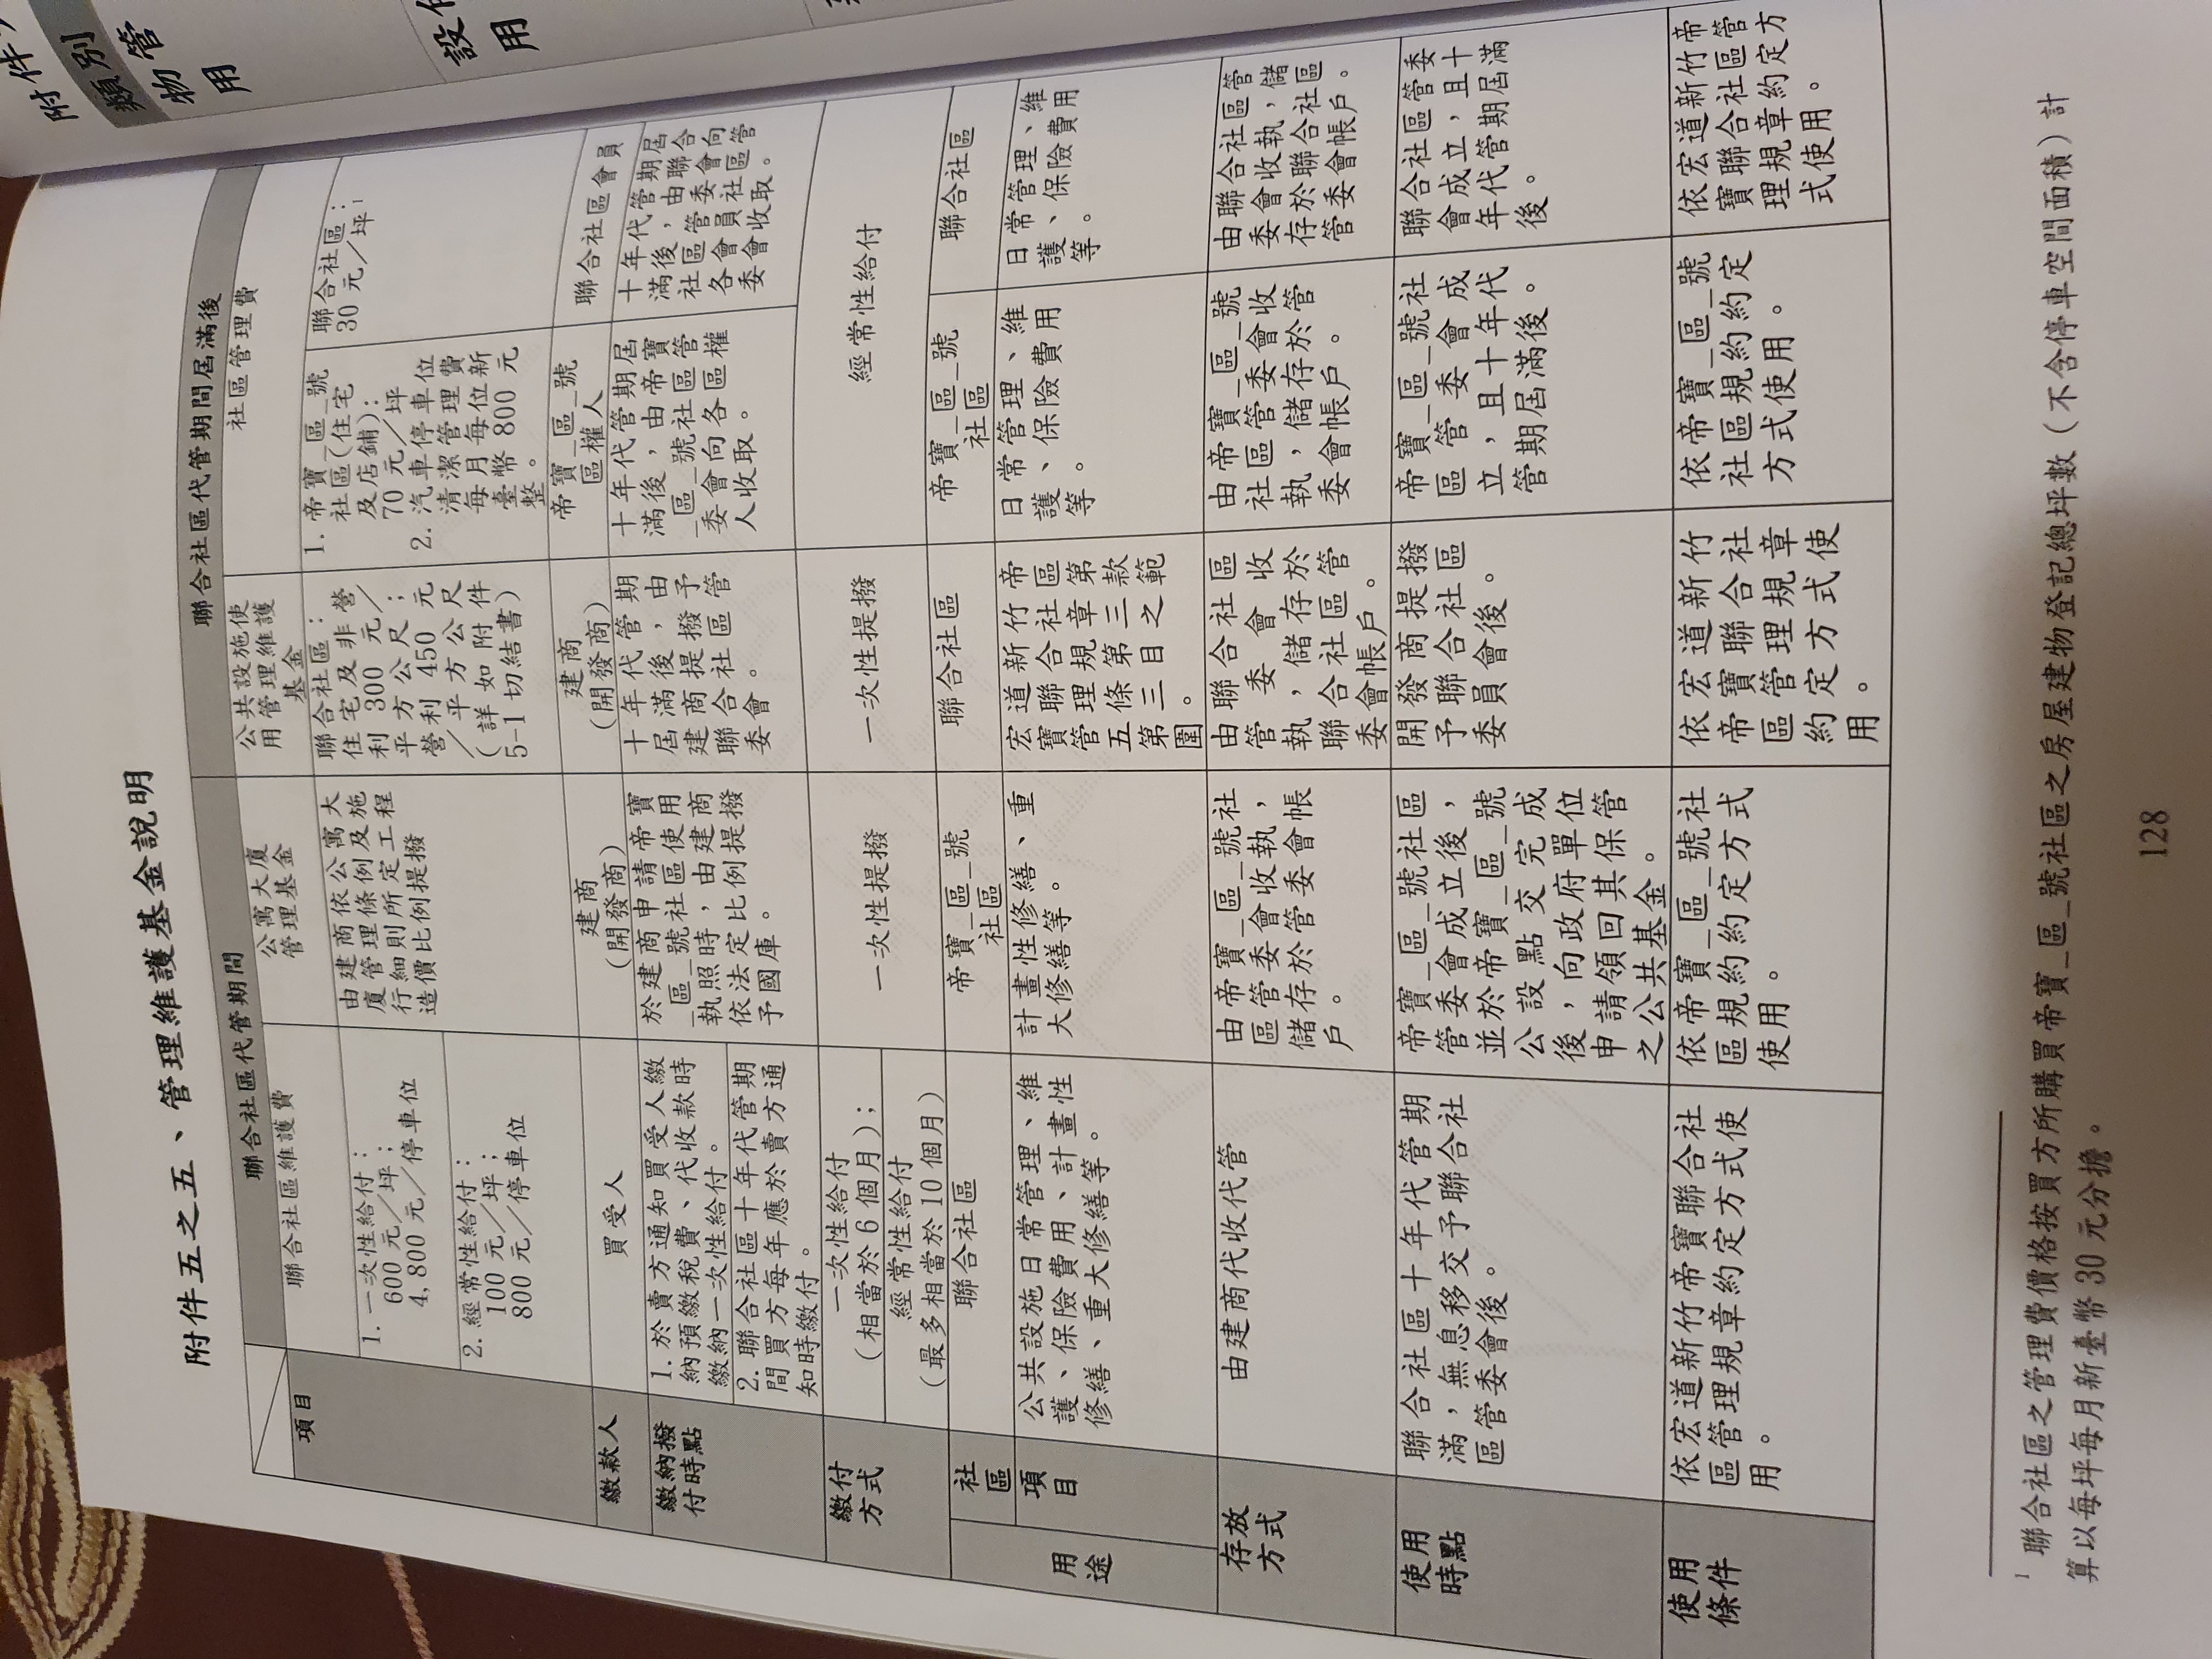 附件五之五、管理維護基金說明
聯合社區代管期間
聯合社區代管期間屆滿後
項目
聯合社區維護費
公寓大廈
管理基金
公共設施使
用管理維護
基金
社區管理費
1. 一次性給付：
600 元／坪；
4,800 元／停車位
2. 經常性給付：
100 元／坪；
800 元／停車位
由建商依公寓大
廈管理條例及施
行細則所定工程
造價比例提撥
聯合社區：
住宅及非營
利 300 元／
平方公尺；
營利 450 元
／平方公尺
（詳如附件
5-1 切結書）
1. 帝寶_區_號
社區(住宅
及店鋪)：
70 元／坪
2. 汽車停車位
清潔管理費
每月每位新
臺幣 800 元
整。
聯合社區：
30 元／坪1
繳款人
買受人
建商
（開發商）
建商
（開發商）
帝寶_區_號
區權人
聯合社區會員
繳納撥
付時點
1. 於賣方通知買受人繳
納預繳稅費、代收款時
繳納一次性給付。
2. 聯合社區十年代管期
間買方每年應於賣方通
知時繳付。
於建商申請帝寶
_區_號社區使用
執照時，由建商
依法定比例提撥
予國庫。
十年代管期
屆滿後，由
建商提撥予
聯合社區管
委會。
十年代管期屆
滿後，由帝寶
_區_號社區管
委會向各區權
人收取。
十年代管期屆
滿後，由聯合
社區管委會向
各會員社區管
委會收取。
繳付
方式
一次性給付
（相當於 6 個月）；
經常性給付
（最多相當於 10 個月）
一次性提撥
一次性提撥
經常性給付
用
途
社
區
聯合社區
帝寶_區_號
社區
聯合社區
帝寶_區_號
社區
聯合社區
項
目
公共設施日常管理、維
護、保險費用、計畫性
修繕、重大修繕等。
計畫性修繕、重
大修繕等。
宏道新竹帝
寶聯合社區
管理規章第
五條第三款
第三目之範
圍。
日常管理、維
護、保險費用
等。
日常管理、維
護、保險費用
等。
存放
方式
由建商代收代管
由帝寶_區_號社
區管委會收執，
儲存於管委會帳
戶。
由聯合社區
管委會收
執，儲存於
聯合社區管
委會帳戶。
由帝寶_區_號
社區管委會收
執，儲存於管
委會帳戶。
由聯合社區管
委會收執，儲
存於聯合社區
管委會帳戶。
使用
時點
聯合社區十年代管期
滿，無息移交予聯合社
區管委會後。
帝寶_區_號社區
管委會成立後，
並於帝寶_區_號
公設點交完成
後，向政府單位
申請領回其保管
之公共基金。
開發商提撥
予聯合社區
委員會後。
帝寶_區_號社
區管委會成
立，且十年代
管期屆滿後。
聯合社區管委
會成立，且十
年代管期屆滿
後。
使用
條件
依宏道新竹帝寶聯合社
區管理規章約定方式使
用。
依帝寶_區_號社
區規約約定方式
使用。
依宏道新竹
帝寶聯合社
區管理規章
約定方式使
用。
依帝寶_區_號
社區規約約定
方式使用。
依宏道新竹帝
寶聯合社區管
理規章約定方
式使用。
1 聯合社區之管理費價格按買方所購買帝寶_區_號社區之房屋建物登記總坪數（不含停車空間面積）計
算以每坪每月新臺幣 30 元分擔。
128
附件
類別
物管
用
設
用